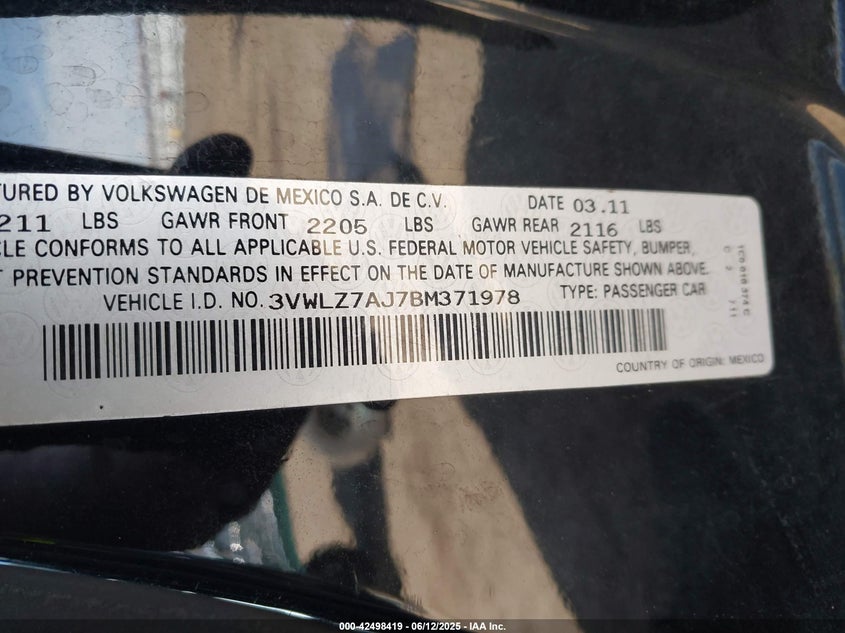 TURED BY VOLKSWAGEN DE MEXICO S.A. DE C.V. DATE 03.11
211 LBS GAWR FRONT 2205 LBS GAWR REAR 2116 LBS
CLE CONFORMS TO ALL APPLICABLE U.S. FEDERAL MOTOR VEHICLE SAFETY, BUMPER,
T PREVENTION STANDARDS IN EFFECT ON THE DATE OF MANUFACTURE SHOWN ABOVE.
VEHICLE I.D. NO. 3VWLZ7AJ7BM371978 TYPE: PASSENGER CAR
COUNTRY OF ORIGIN: MEXICO
000-42498419 - 06/12/2025 - IAA Inc.